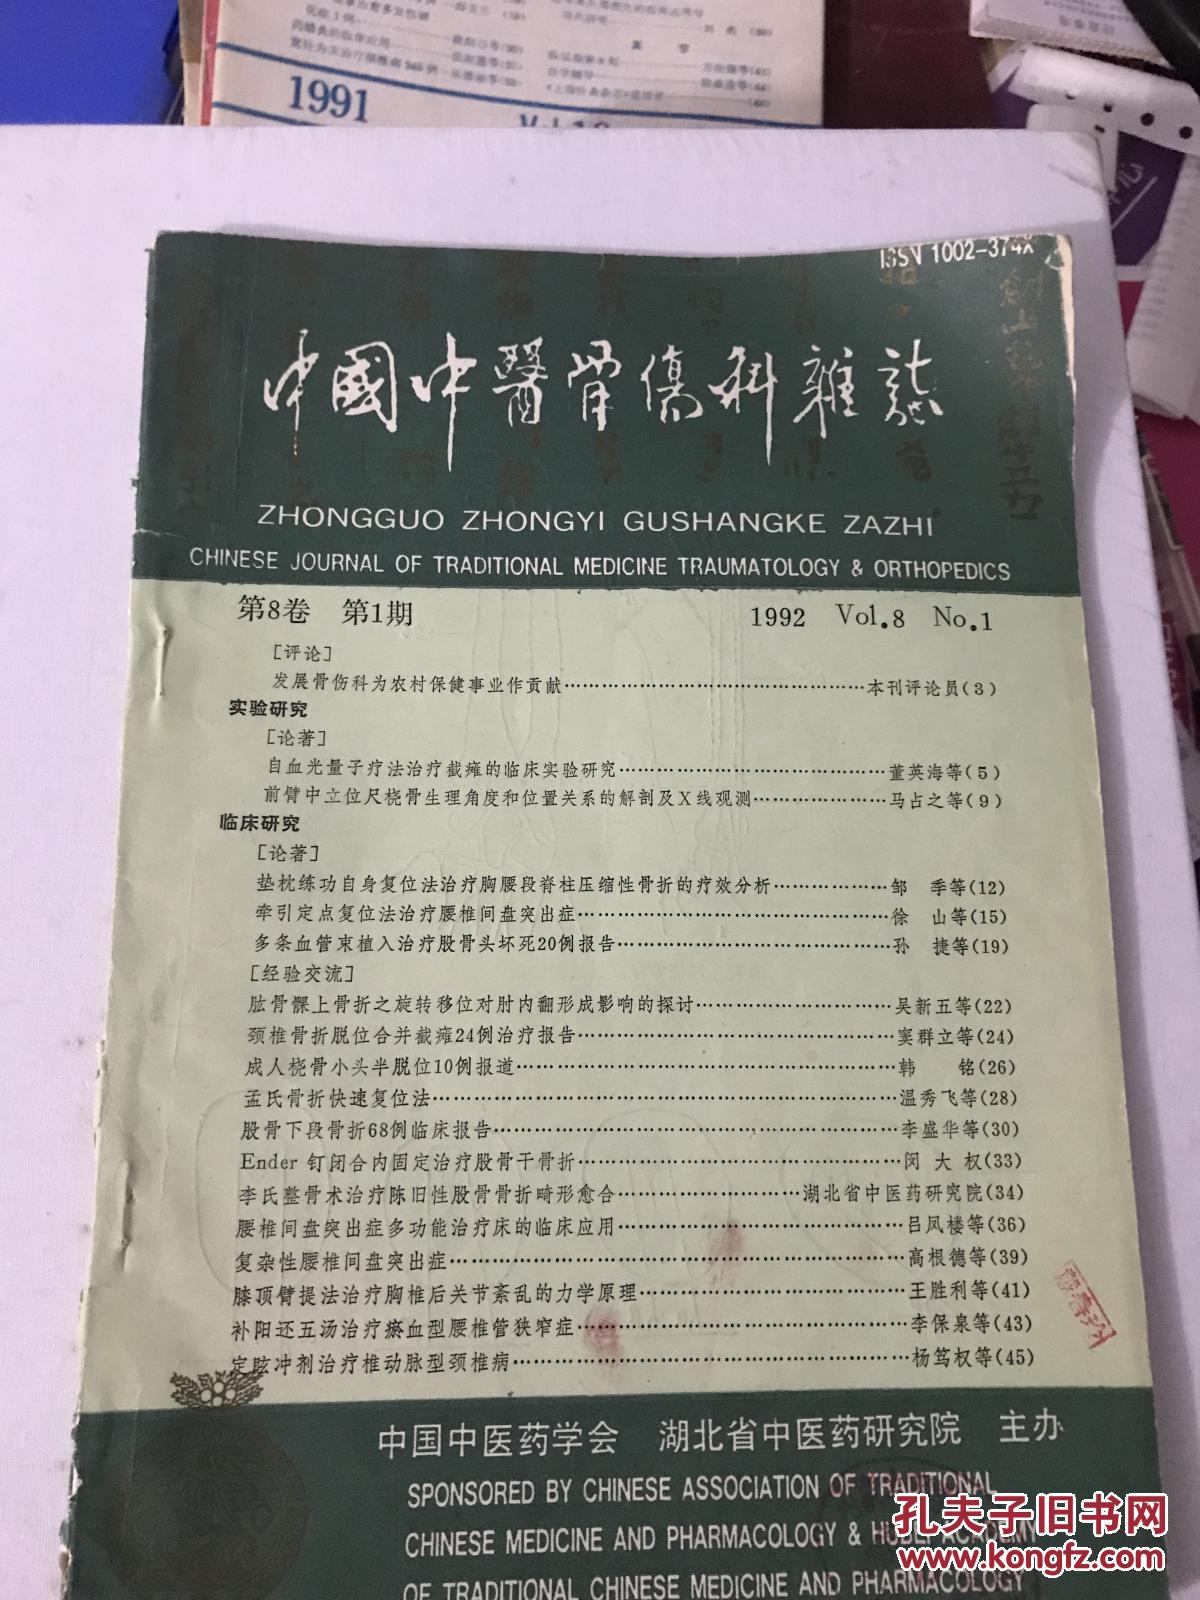 1991
ISSN 1002-374X
中國中醫骨傷科雜誌
ZHONGGUO ZHONGYI GUSHANGKE ZAZHI
CHINESE JOURNAL OF TRADITIONAL MEDICINE TRAUMATOLOGY & ORTHOPEDICS
第8卷 第1期 1992 Vol.8 No.1
[评论]
发展骨伤科为农村保健事业作贡献……………………………………本刊评论员(3)
实验研究
[论著]
自血光量子疗法治疗截瘫的临床实验研究………………………………董英海等(5)
前臂中立位尺桡骨生理角度和位置关系的解剖及X线观测…………………马占之等(9)
临床研究
[论著]
垫枕练功自身复位法治疗胸腰段脊柱压缩性骨折的疗效分析………………邹 季等(12)
牵引定点复位法治疗腰椎间盘突出症……………………………………徐 山等(15)
多条血管束植入治疗股骨头坏死20例报告………………………………孙 捷等(19)
[经验交流]
肱骨髁上骨折之旋转移位对肘内翻形成影响的探讨…………………………吴新五等(22)
颈椎骨折脱位合并截瘫24例治疗报告……………………………………窦群立等(24)
成人桡骨小头半脱位10例报道……………………………………………韩 铭(26)
孟氏骨折快速复位法………………………………………………………温秀飞等(28)
股骨下段骨折68例临床报告………………………………………………李盛华等(30)
Ender 钉闭合内固定治疗股骨干骨折……………………………………闵 大 权(33)
李氏整骨术治疗陈旧性股骨骨折畸形愈合………………………湖北省中医药研究院(34)
腰椎间盘突出症多功能治疗床的临床应用…………………………………吕凤楼等(36)
复杂性腰椎间盘突出症……………………………………………………高根德等(39)
膝顶臂提法治疗胸椎后关节紊乱的力学原理………………………………王胜利等(41)
补阳还五汤治疗瘀血型腰椎管狭窄症………………………………………李保泉等(43)
定眩冲剂治疗椎动脉型颈椎病………………………………………………杨笃权等(45)
中国中医药学会 湖北省中医药研究院 主办
SPONSORED BY CHINESE ASSOCIATION OF TRADITIONAL
CHINESE MEDICINE AND PHARMACOLOGY & HUBEI ACADEMY
OF TRADITIONAL CHINESE MEDICINE AND PHARMACOLOGY
孔夫子旧书网
www.kongfz.com